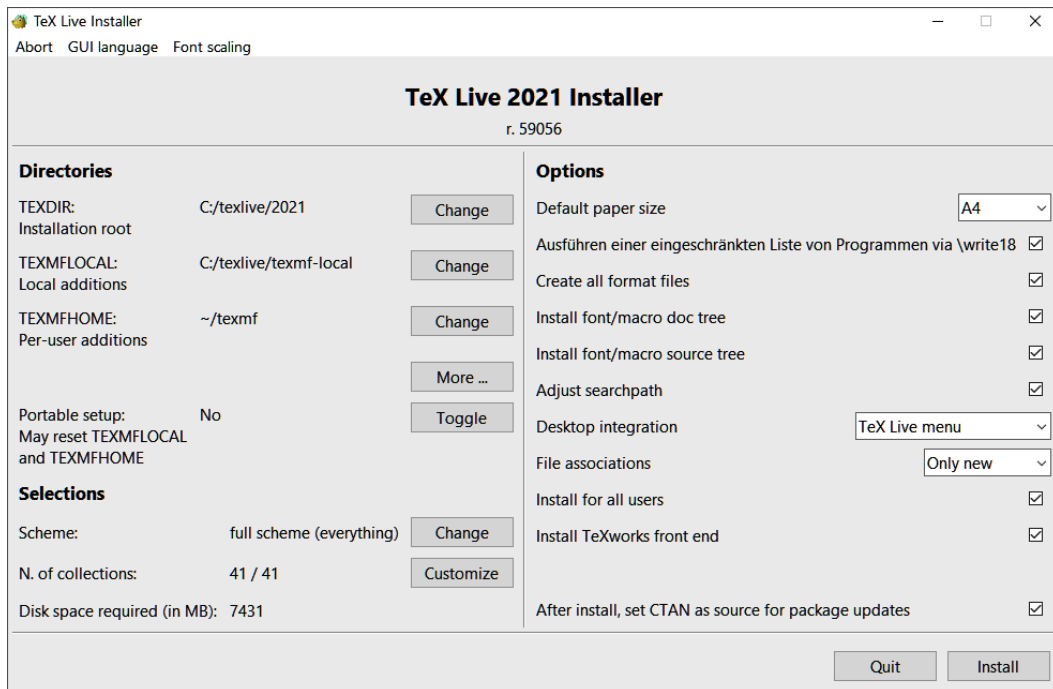 TeX Live Installer
Abort GUI language Font scaling
TeX Live 2021 Installer
r. 59056
Directories
TEXDIR: C:/texlive/2021 Change
Installation root
TEXMFLOCAL: C:/texlive/texmf-local Change
Local additions
TEXMFHOME: ~/texmf Change
Per-user additions
More ...
Portable setup: No Toggle
May reset TEXMFLOCAL
and TEXMFHOME
Selections
Scheme: full scheme (everything) Change
N. of collections: 41 / 41 Customize
Disk space required (in MB): 7431
Options
Default paper size A4
Ausführen einer eingeschränkten Liste von Programmen via \write18
Create all format files
Install font/macro doc tree
Install font/macro source tree
Adjust searchpath
Desktop integration TeX Live menu
File associations Only new
Install for all users
Install TeXworks front end
After install, set CTAN as source for package updates
Quit Install